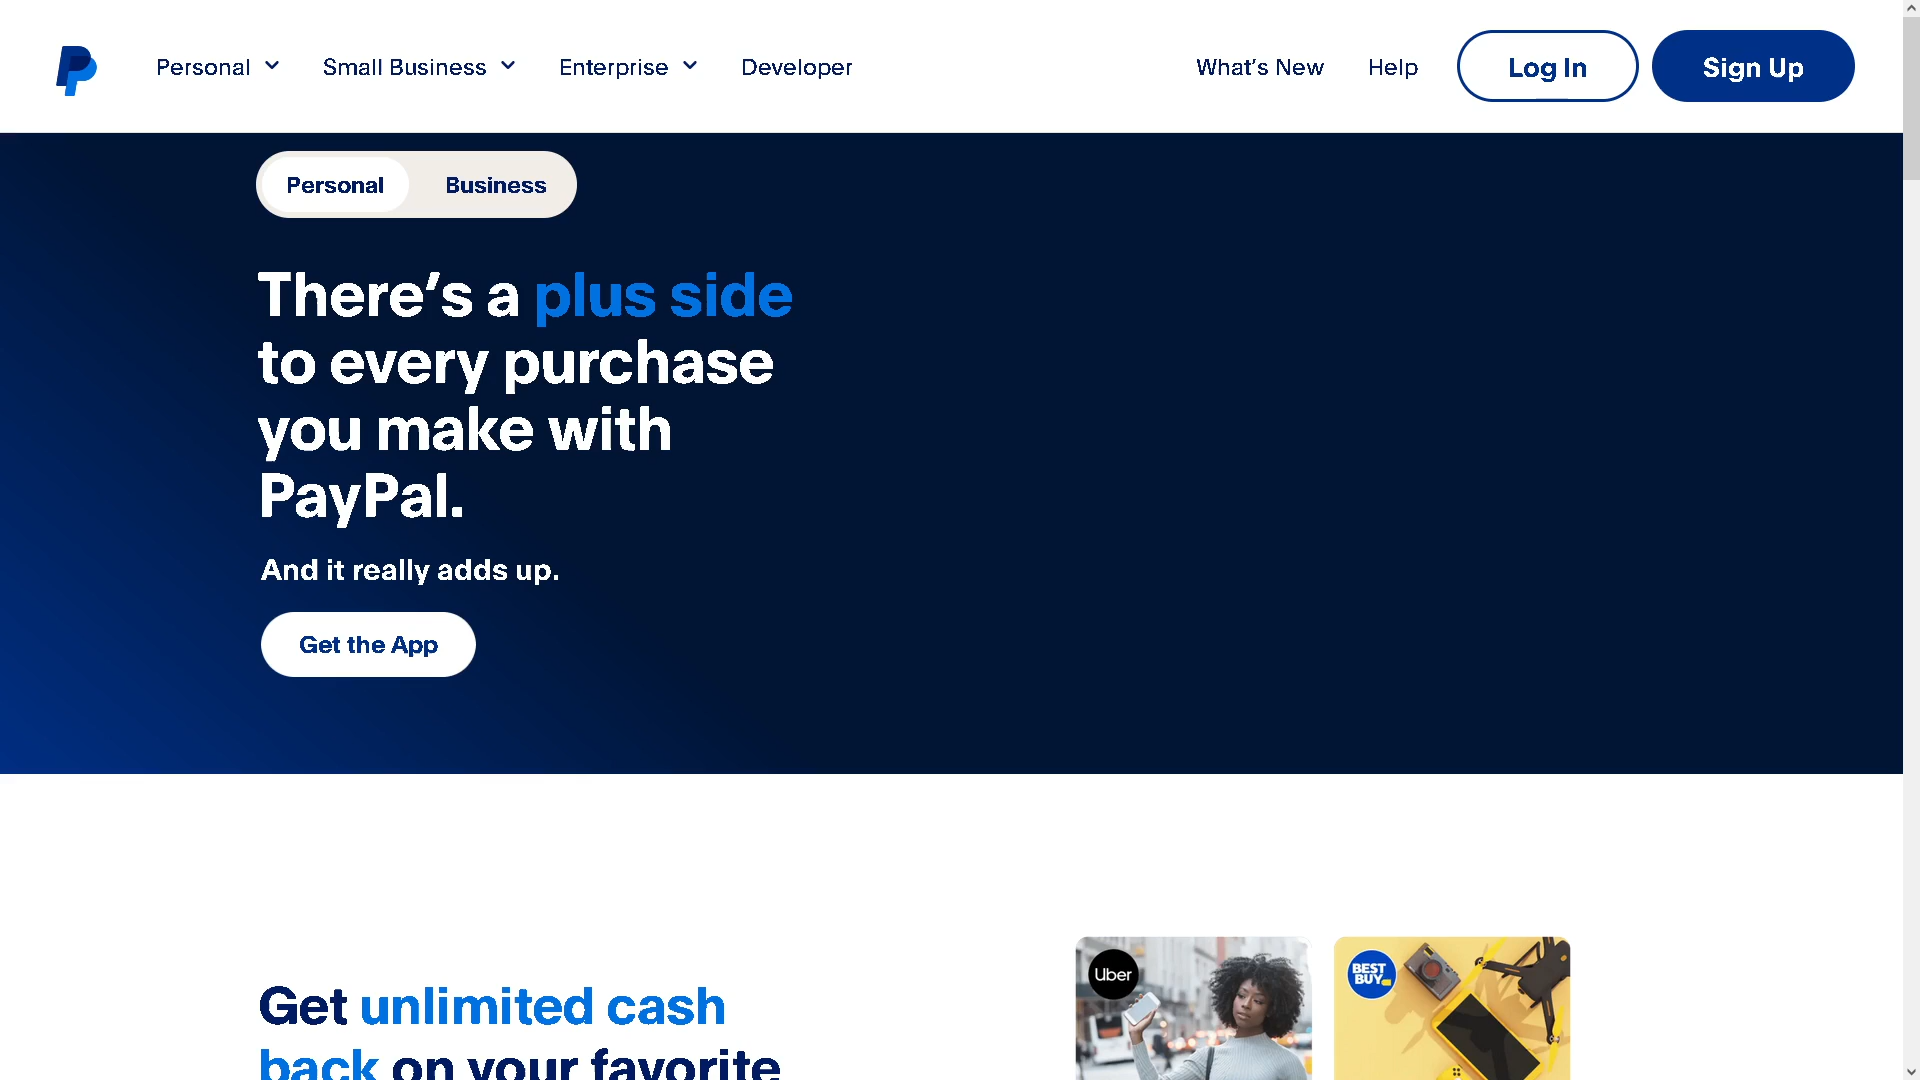 Personal Small Business Enterprise Developer What's New Help Log In Sign Up
Personal Business
There's a plus side
to every purchase
you make with
PayPal.
And it really adds up.
Get the App
Get unlimited cash
back on your favorite
Uber
BEST
BUY